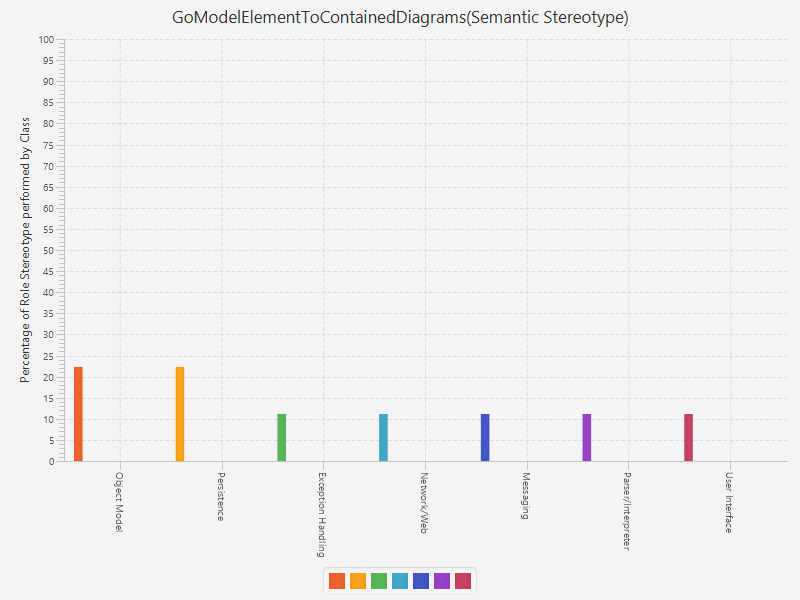 GoModelElementToContainedDiagrams(Semantic Stereotype)
Percentage of Role Stereotype performed by Class
100
95
90
85
80
75
70
65
60
55
50
45
40
35
30
25
20
15
10
5
0
Object Model
Persistence
Exception Handling
Network/Web
Messaging
Parser/Interpreter
User Interface